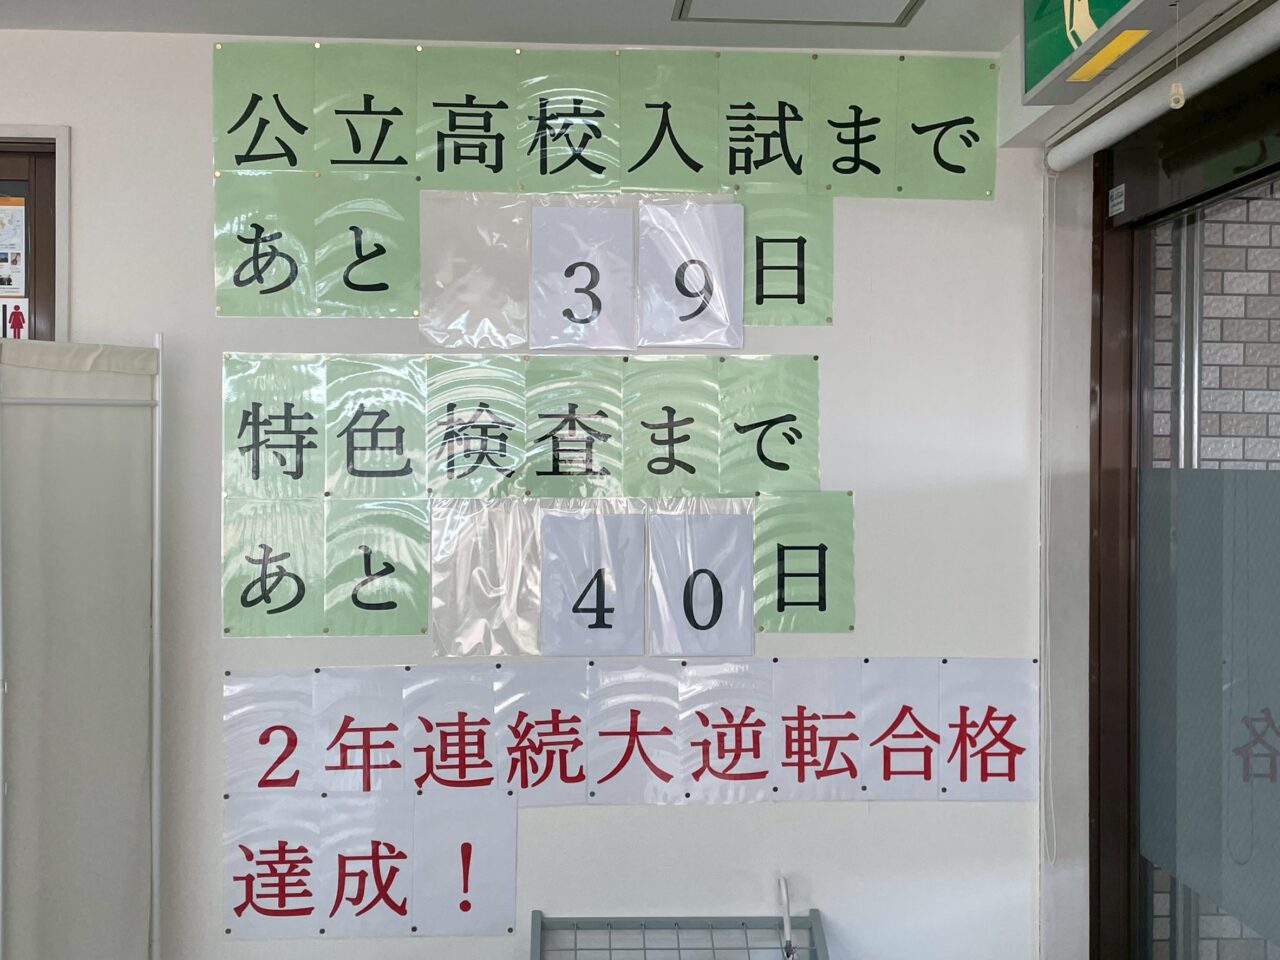 公立高校入試まで
あと39日
特色検査まで
あと40日
２年連続大逆転合格
達成！